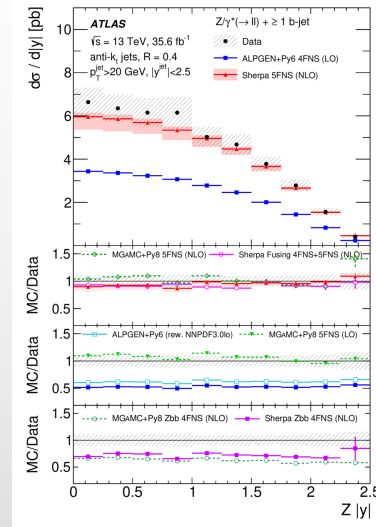 ATLAS
Z/γ*(→ ll) + ≥ 1 b-jet
√s = 13 TeV, 35.6 fb⁻¹
anti-kₜ jets, R = 0.4
p_T^jet>20 GeV, |y^jet|<2.5
Data
ALPGEN+Py6 4FNS (LO)
Sherpa 5FNS (NLO)
dσ / d|y| [pb]
10
8
6
4
2
0
MGAMC+Py8 5FNS (NLO)
Sherpa Fusing 4FNS+5FNS (NLO)
MC/Data
1.5
1
0.5
ALPGEN+Py6 (rew. NNPDF3.0lo)
MGAMC+Py8 5FNS (LO)
MC/Data
1.5
1
0.5
MGAMC+Py8 Zbb 4FNS (NLO)
Sherpa Zbb 4FNS (NLO)
MC/Data
1.5
1
0.5
0 0.5 1 1.5 2 2.5
Z |y|